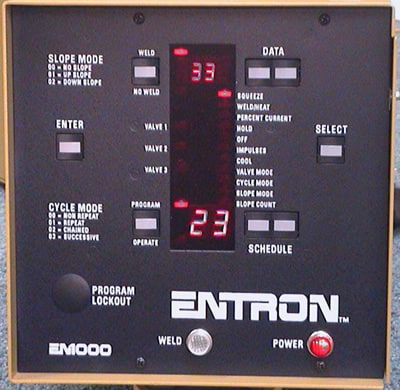 SLOPE MODE
00 = NO SLOPE
01 = UP SLOPE
02 = DOWN SLOPE
WELD
NO WELD
33
DATA
SQUEEZE
WELD/HEAT
PERCENT CURRENT
HOLD
OFF
IMPULSES
COOL
VALVE MODE
CYCLE MODE
SLOPE MODE
SLOPE COUNT
ENTER
VALVE 1
VALVE 2
VALVE 3
SELECT
CYCLE MODE
00 = NON REPEAT
01 = REPEAT
02 = CHAINED
03 = SUCCESSIVE
PROGRAM
OPERATE
23
SCHEDULE
PROGRAM
LOCKOUT
ENTRON TM
EM000
WELD
POWER